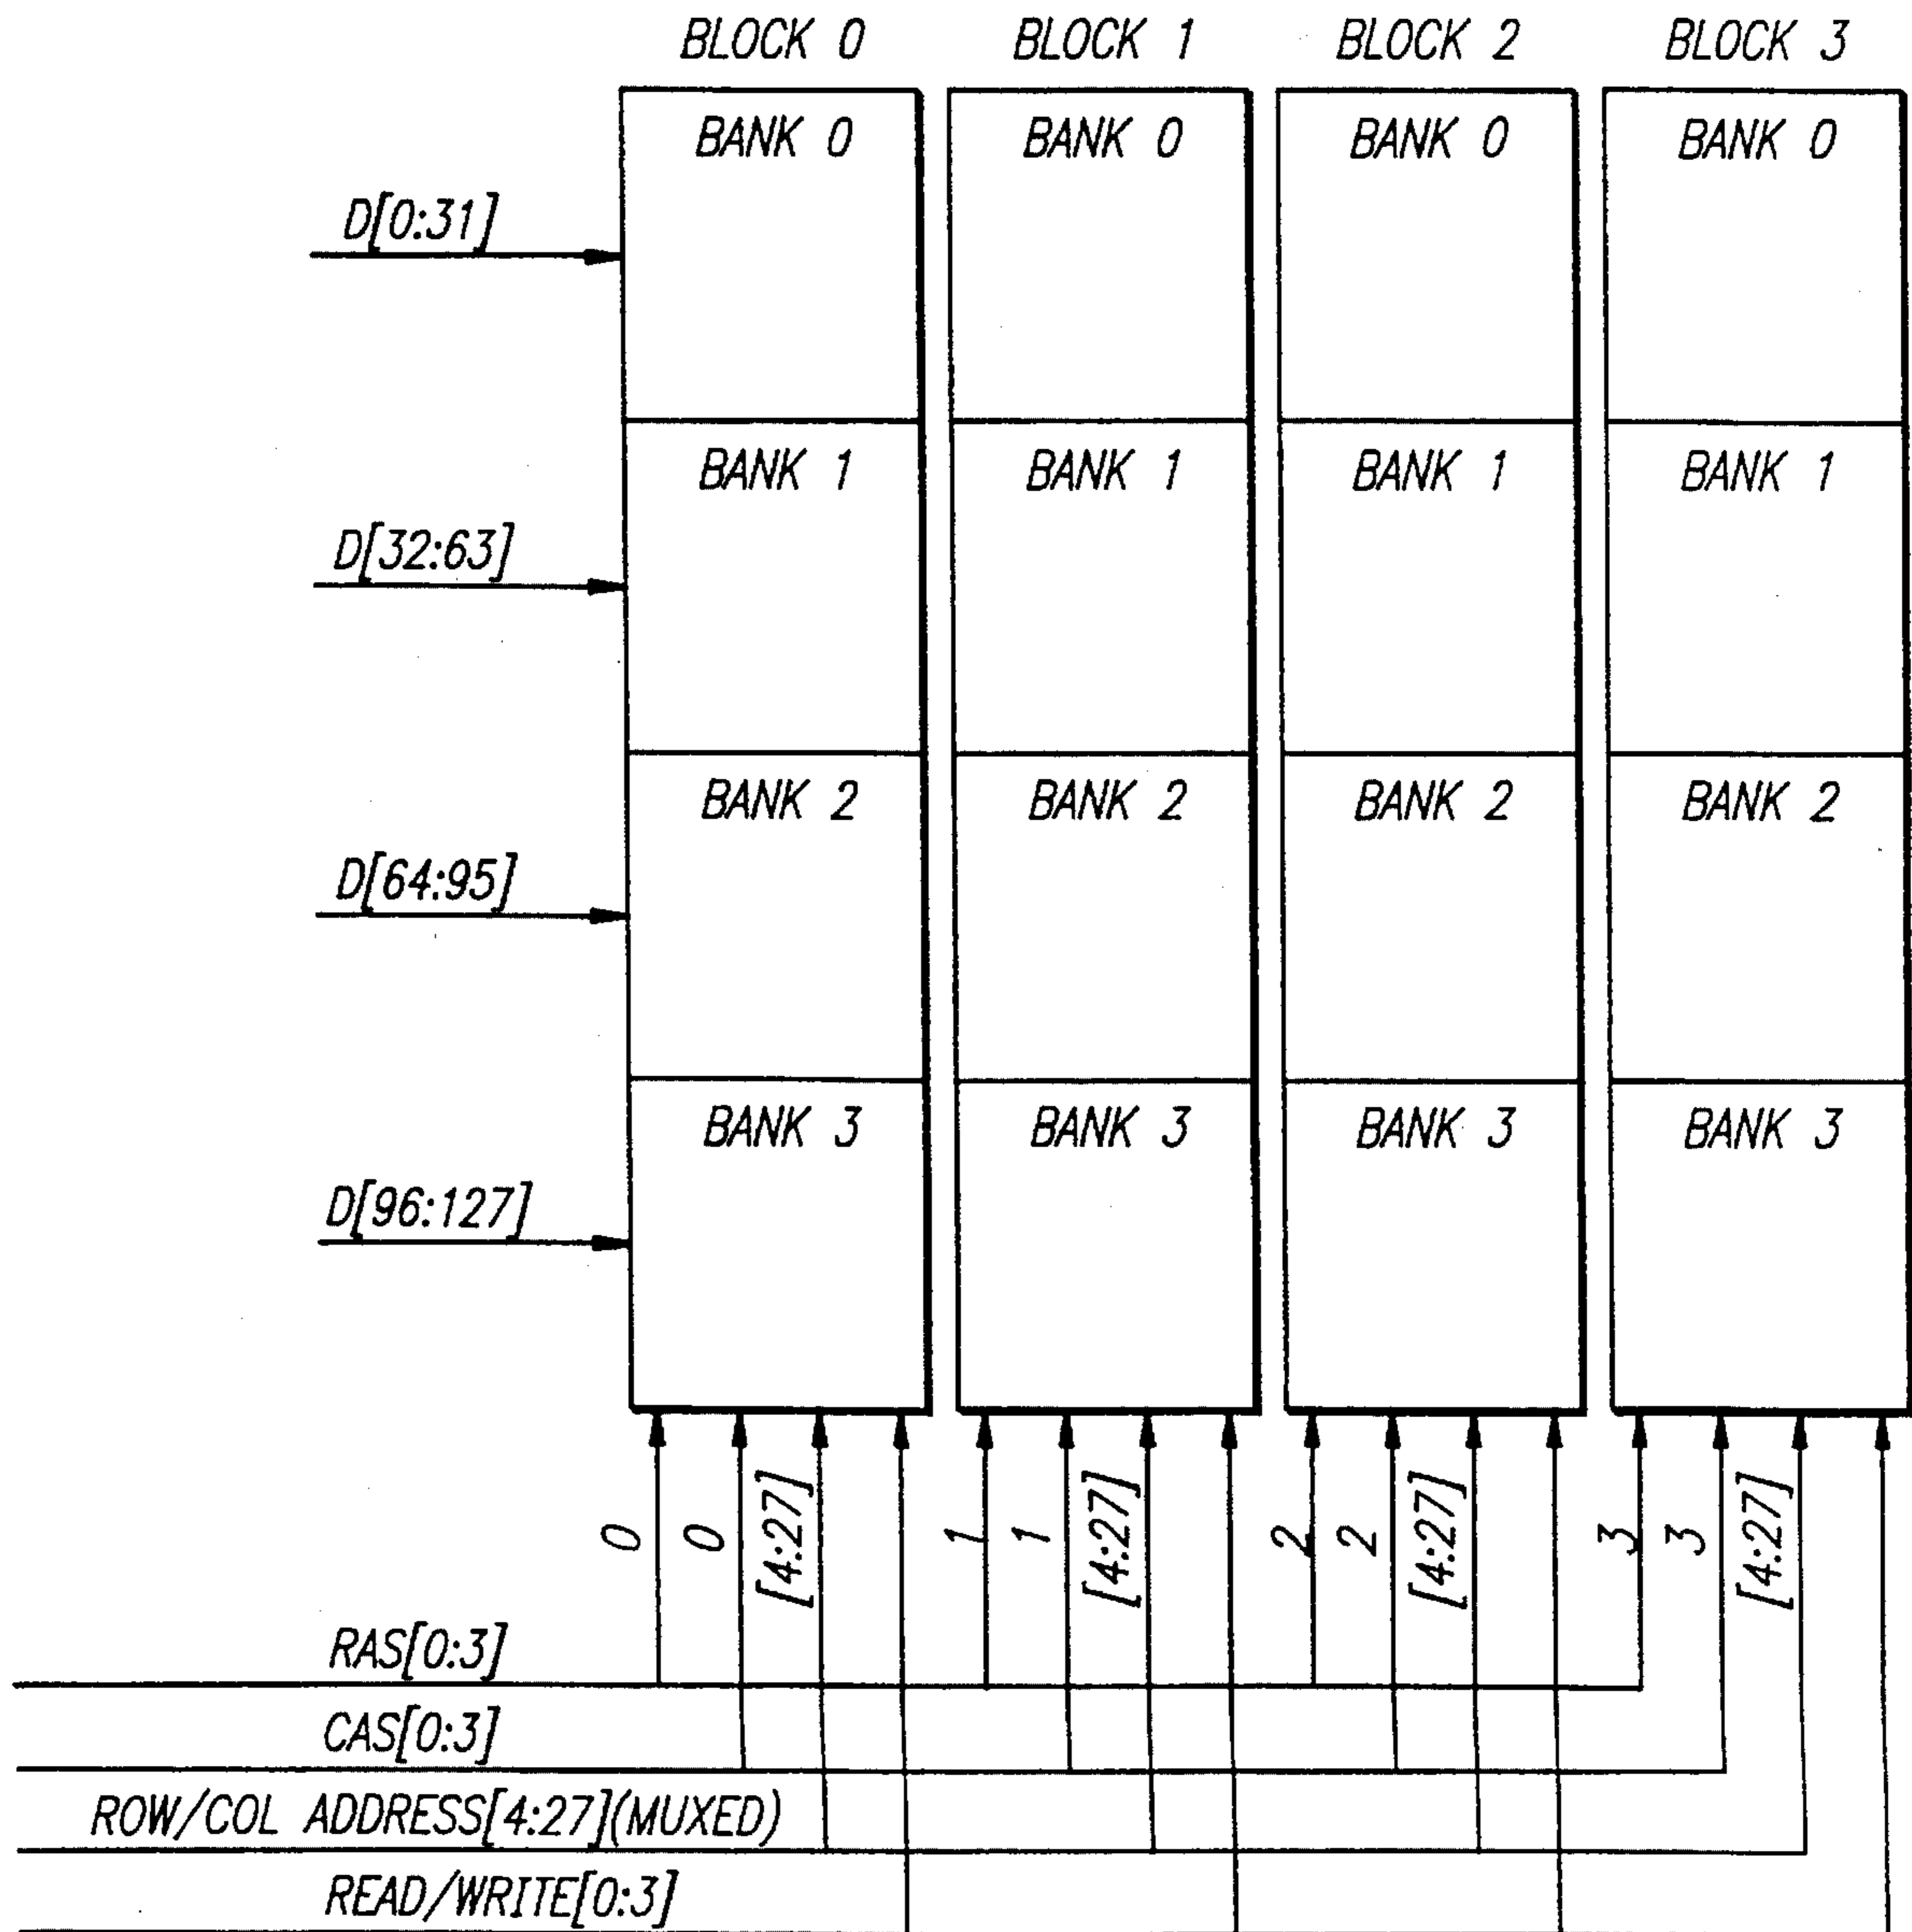 BLOCK 0 BLOCK 1 BLOCK 2 BLOCK 3
BANK 0 BANK 0 BANK 0 BANK 0
D[0:31]
BANK 1 BANK 1 BANK 1 BANK 1
D[32:63]
BANK 2 BANK 2 BANK 2 BANK 2
D[64:95]
BANK 3 BANK 3 BANK 3 BANK 3
D[96:127]
0 0 [4:27] 1 1 [4:27] 2 2 [4:27] 3 3 [4:27]
RAS[0:3]
CAS[0:3]
ROW/COL ADDRESS[4:27](MUXED)
READ/WRITE[0:3]